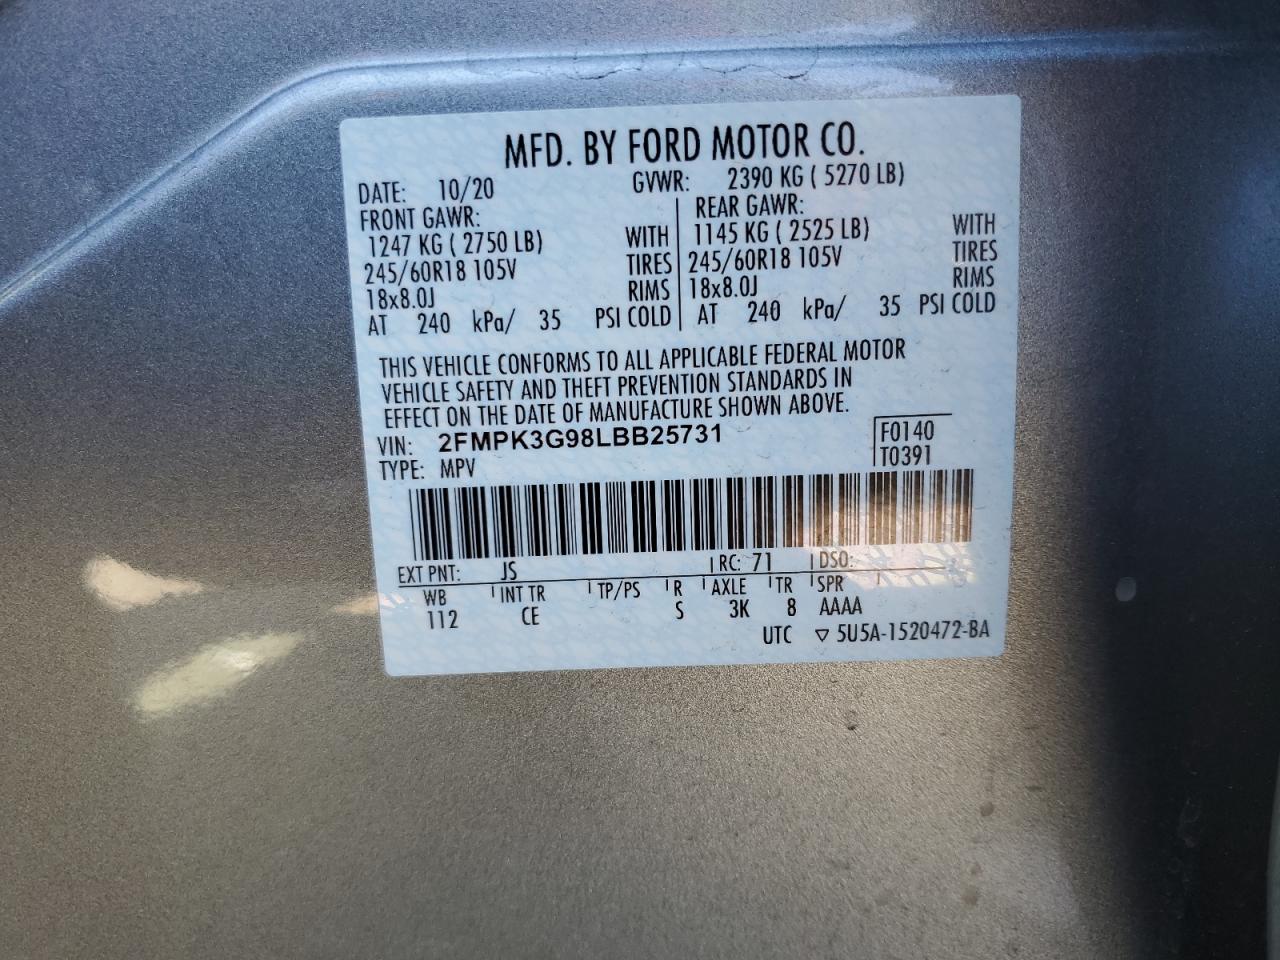 MFD. BY FORD MOTOR CO.
DATE: 10/20 GVWR: 2390 KG ( 5270 LB)
FRONT GAWR: REAR GAWR:
1247 KG ( 2750 LB) WITH 1145 KG ( 2525 LB) WITH
245/60R18 105V TIRES 245/60R18 105V TIRES
18x8.0J RIMS 18x8.0J RIMS
AT 240 kPa/ 35 PSI COLD AT 240 kPa/ 35 PSI COLD
THIS VEHICLE CONFORMS TO ALL APPLICABLE FEDERAL MOTOR
VEHICLE SAFETY AND THEFT PREVENTION STANDARDS IN
EFFECT ON THE DATE OF MANUFACTURE SHOWN ABOVE.
VIN: 2FMPK3G98LBB25731 F0140
TYPE: MPV T0391
EXT PNT: JS RC: 71 DSO:
WB INT TR TP/PS R AXLE TR SPR
112 CE S 3K 8 AAAA
UTC ▽ 5U5A-1520472-BA